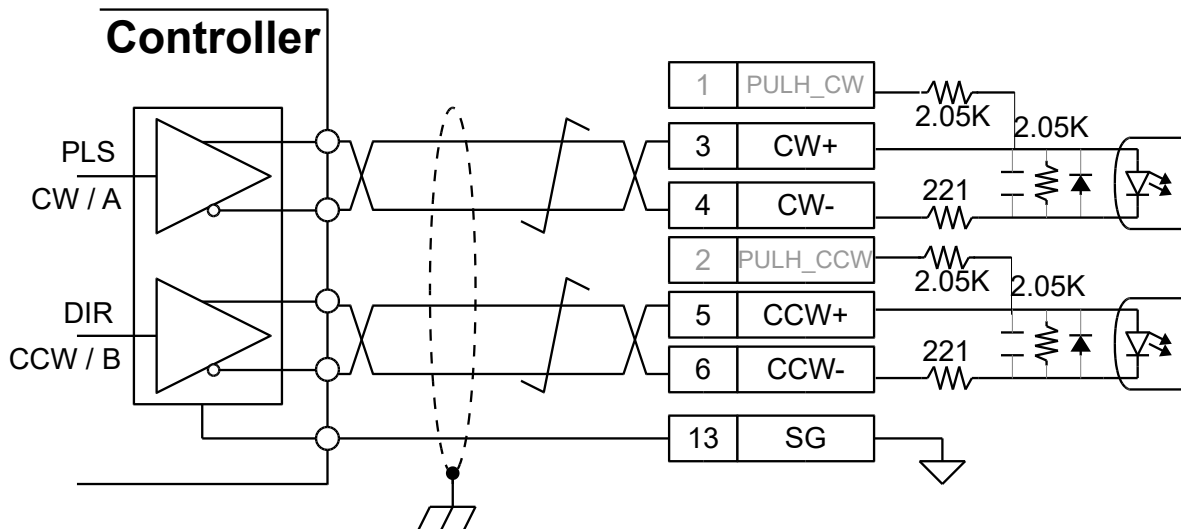 Controller
PLS
CW / A
DIR
CCW / B
1 PULH_CW
3 CW+
4 CW-
2 PULH_CCW
5 CCW+
6 CCW-
13 SG
2.05K
2.05K
221
2.05K
2.05K
221